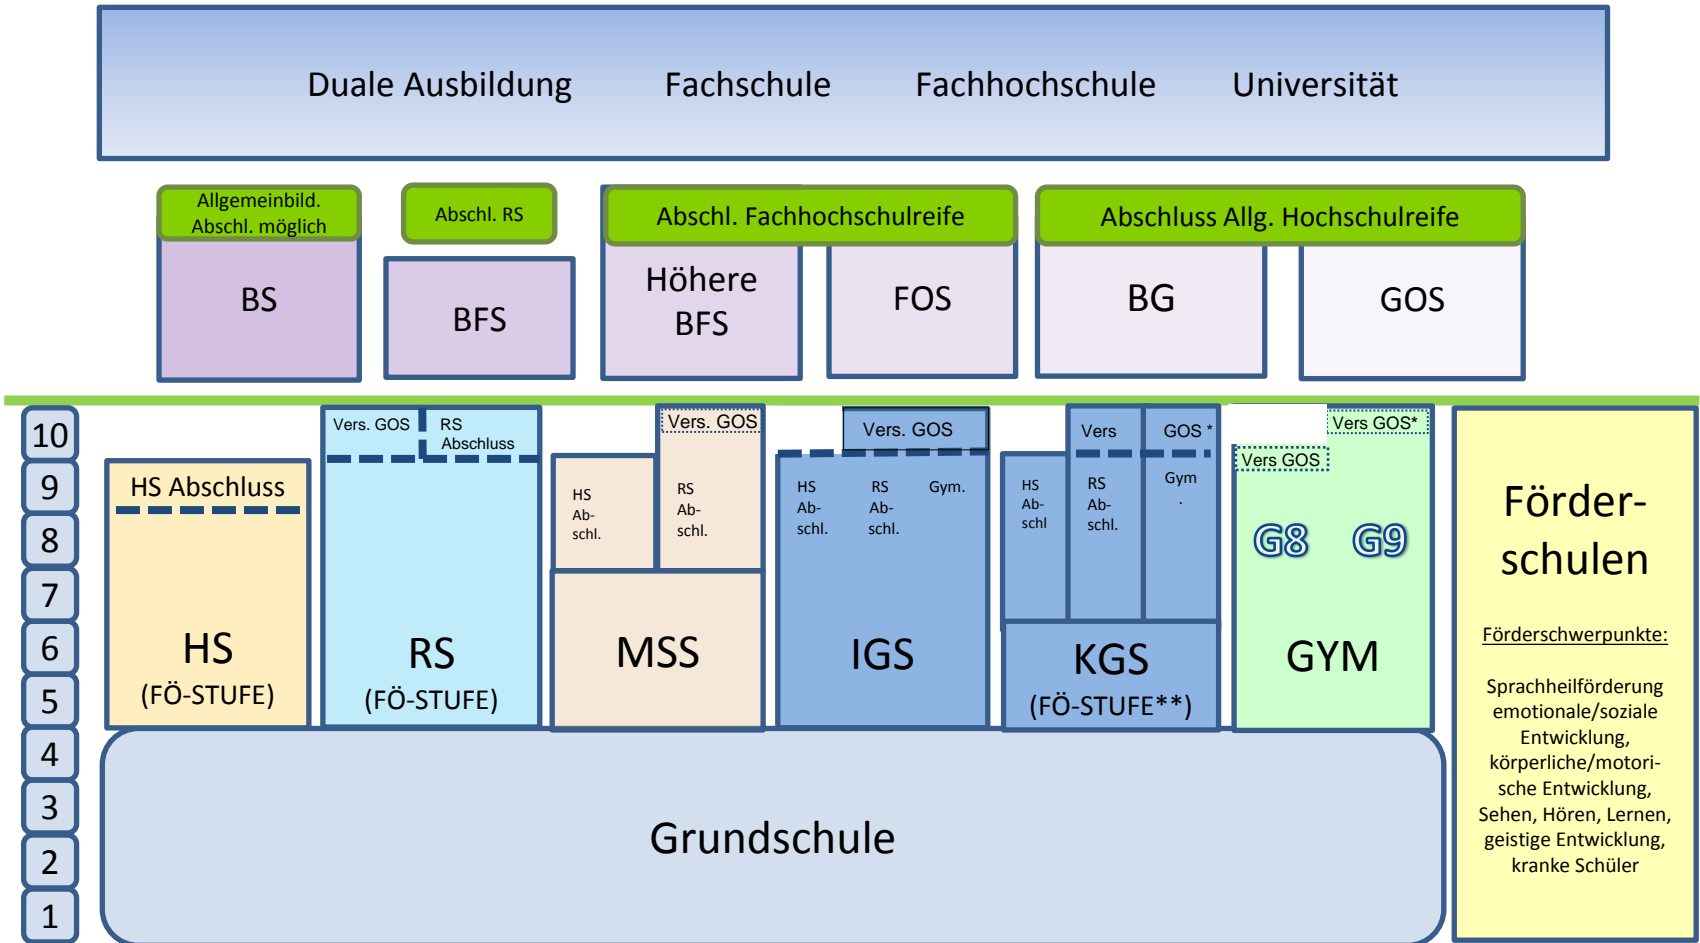 Duale Ausbildung Fachschule Fachhochschule Universität
Allgemeinbild.
Abschl. möglich
BS
Abschl. RS
BFS
Abschl. Fachhochschulreife
Höhere
BFS
FOS
Abschluss Allg. Hochschulreife
BG
GOS
10
9
8
7
6
5
4
3
2
1
HS Abschluss
HS
(FÖ-STUFE)
Vers. GOS
RS
Abschluss
RS
(FÖ-STUFE)
HS
Ab-
schl.
Vers. GOS
RS
Ab-
schl.
MSS
Vers. GOS
HS
Ab-
schl.
RS
Ab-
schl.
Gym.
IGS
HS
Ab-
schl
Vers
RS
Ab-
schl.
GOS *
Gym
.
KGS
(FÖ-STUFE**)
Vers GOS*
Vers GOS
G8 G9
GYM
Förder-
schulen
Förderschwerpunkte:
Sprachheilförderung
emotionale/soziale
Entwicklung,
körperliche/motori-
sche Entwicklung,
Sehen, Hören, Lernen,
geistige Entwicklung,
kranke Schüler
Grundschule